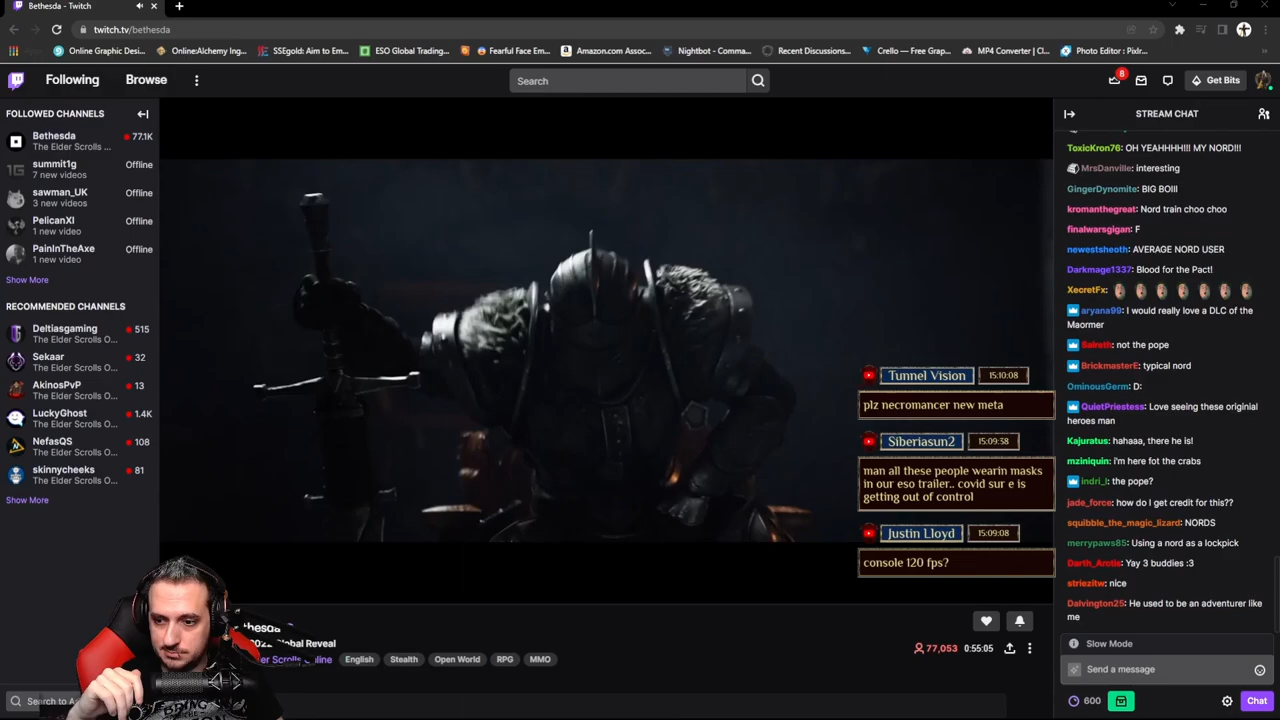 Bethesda - Twitch
twitch.tv/bethesda
Online Graphic Desi...
Online:Alchemy Ing...
SSEgold: Aim to Em...
ESO Global Trading...
Fearful Face Em...
Amazon.com Assoc...
Nightbot - Comma...
Recent Discussions...
Crello — Free Grap...
MP4 Converter | Cl...
Photo Editor : Pixlr...
Following
Browse
Search
8
Get Bits
FOLLOWED CHANNELS
Bethesda
77.1K
The Elder Scrolls ...
summit1g
Offline
7 new videos
sawman_UK
Offline
3 new videos
PelicanXI
Offline
1 new video
PainInTheAxe
Offline
1 new video
Show More
RECOMMENDED CHANNELS
Deltiasgaming
515
The Elder Scrolls O...
Sekaar
32
The Elder Scrolls O...
AkinosPvP
13
The Elder Scrolls O...
LuckyGhost
1.4K
The Elder Scrolls O...
NefasQS
108
The Elder Scrolls O...
skinnycheeks
81
The Elder Scrolls O...
Show More
Tunnel Vision 15:10:08
plz necromancer new meta
Siberiasun2 15:09:38
man all these people wearin masks
in our eso trailer.. covid sur e is
getting out of control
Justin Lloyd 15:09:08
console 120 fps?
Global Reveal
Scrolls Online
English
Stealth
Open World
RPG
MMO
77,053
0:55:05
Search to A
STREAM CHAT
ToxicKron76: OH YEAHHHH!!! MY NORD!!!
MrsDanville: interesting
GingerDynomite: BIG BOIII
kromanthegreat: Nord train choo choo
finalwarsgigan: F
newestsheoth: AVERAGE NORD USER
Darkmage1337: Blood for the Pact!
XecretFx:
aryana99: I would really love a DLC of the
Maormer
Salreth: not the pope
BrickmasterE: typical nord
OminousGerm: D:
QuietPriestess: Love seeing these originial
heroes man
Kajuratus: hahaaa, there he is!
mziniquin: i'm here fot the crabs
indri_l: the pope?
jade_force: how do I get credit for this??
squibble_the_magic_lizard: NORDS
merrypaws85: Using a nord as a lockpick
Darth_Arctis: Yay 3 buddies :3
striezitw: nice
Dalvington25: He used to be an adventurer like
me
Slow Mode
Send a message
600
Chat